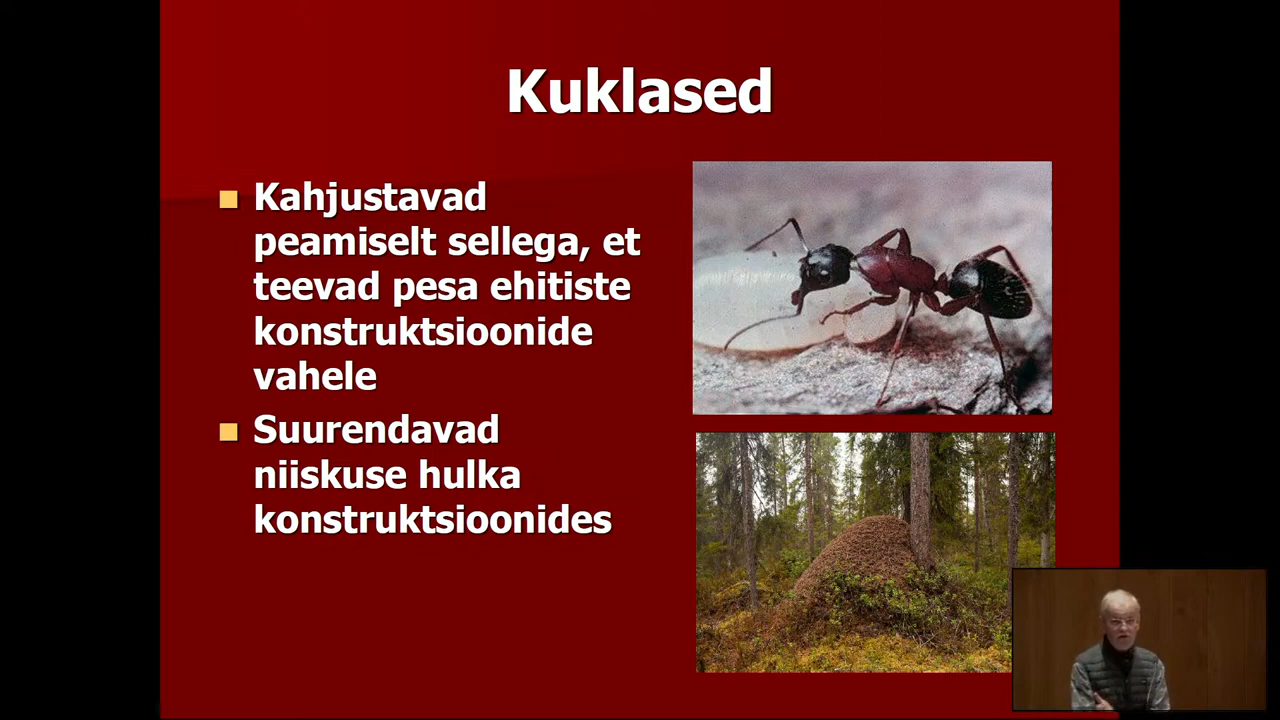 Kuklased
Kahjustavad
peamiselt sellega, et
teevad pesa ehitiste
konstruktsioonide
vahele
Suurendavad
niiskuse hulka
konstruktsioonides